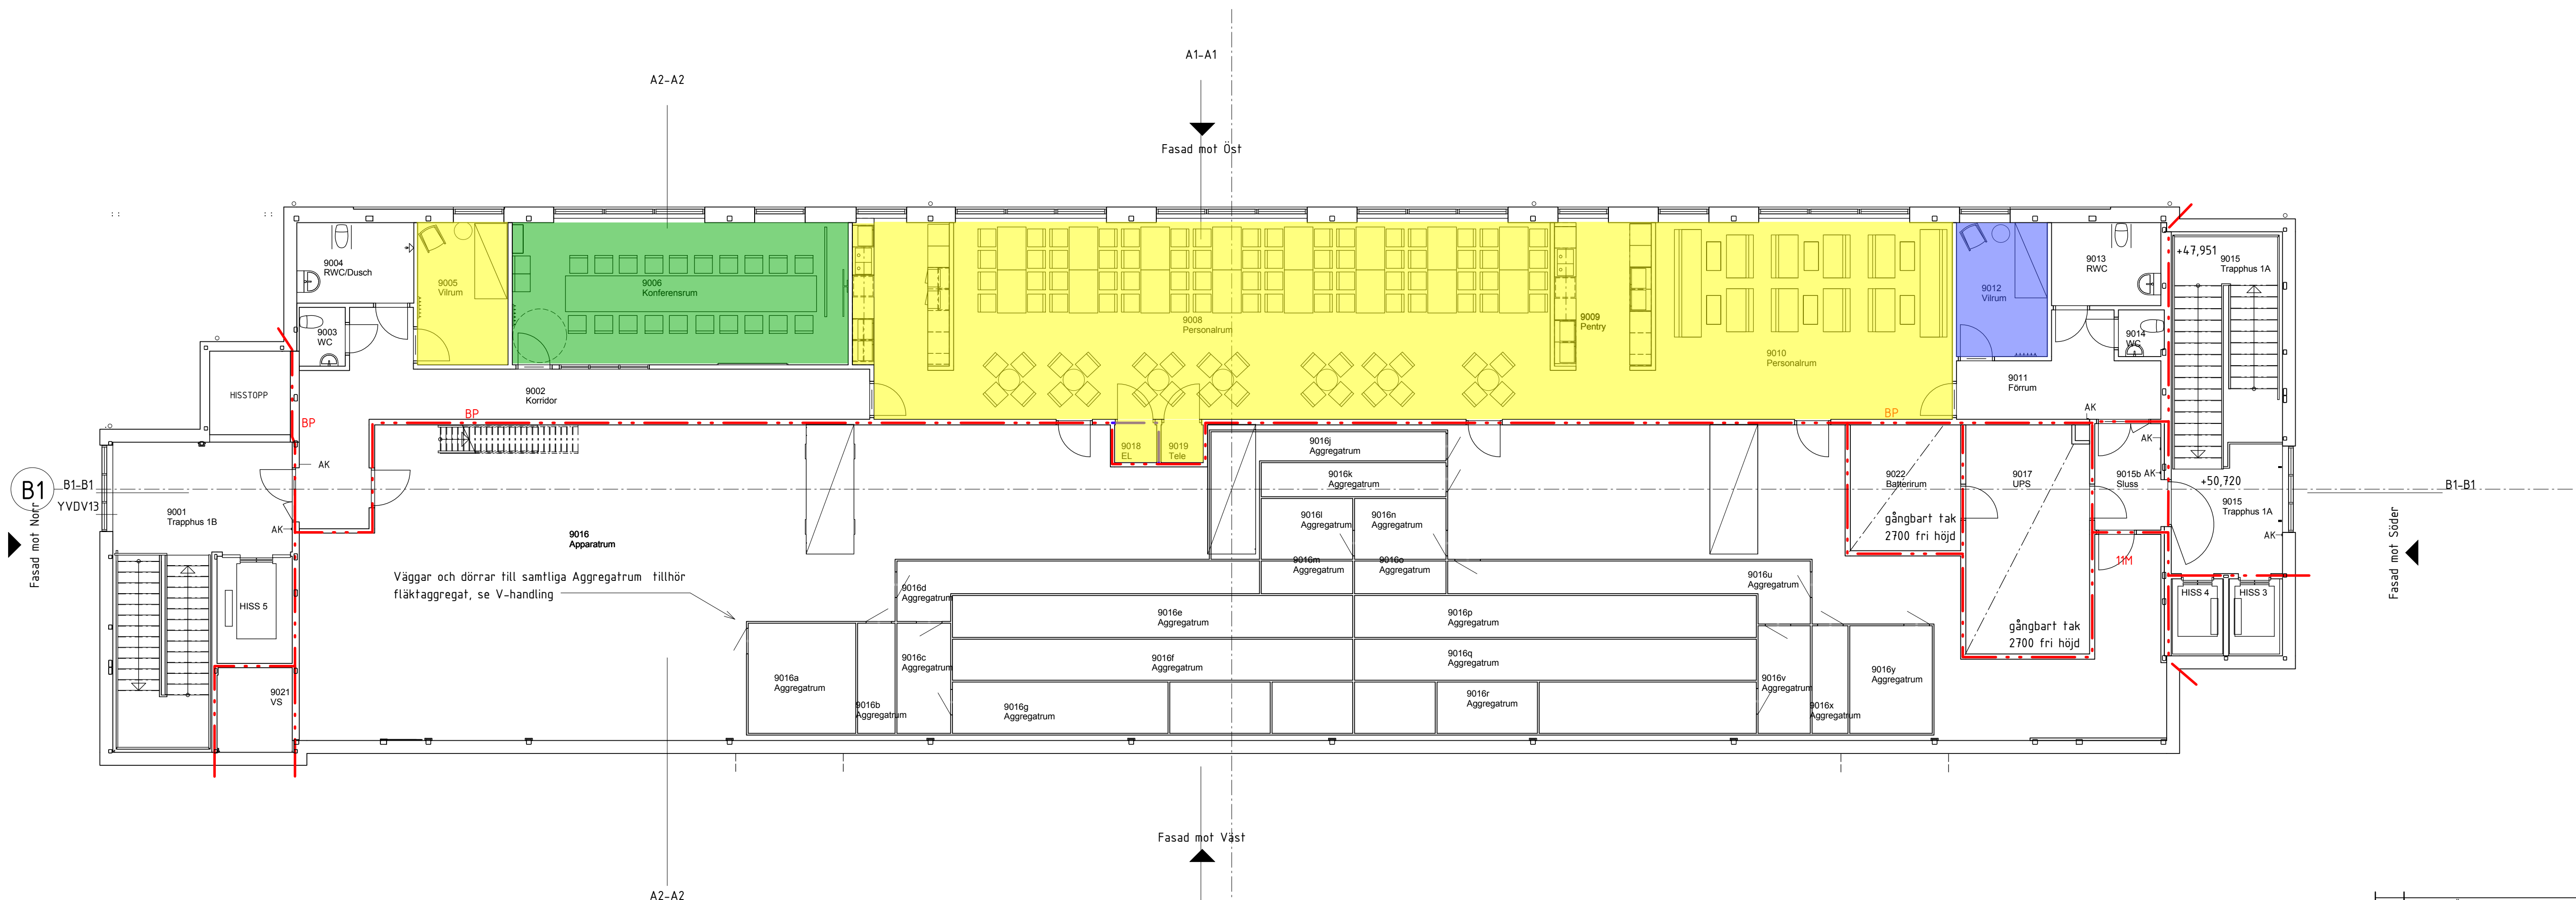 A1-A1
A2-A2
Fasad mot Öst
9004
RWC/Dusch
9005
Vilrum
9006
Konferensrum
9003
WC
9008
Personalrum
9009
Pentry
9010
Personalrum
9012
Vilrum
9013
RWC
9014
WC
+47,951
9015
Trapphus 1A
HISSTOPP
9002
Korridor
9011
Förrum
BP
BP
BP
AK
AK
9018
EL
9019
Tele
9016j
Aggregatrum
9016k
Aggregatrum
9022
Batterirum
9017
UPS
9015b
Sluss
AK
AK
+50,720
9015
Trapphus 1A
AK
B1
B1-B1
YVDV13
B1-B1
Fasad mot Norr
Fasad mot Söder
9001
Trapphus 1B
AK
9016
Apparatrum
9016l
Aggregatrum
9016n
Aggregatrum
gångbart tak
2700 fri höjd
9016m
Aggregatrum
9016o
Aggregatrum
11M
Väggar och dörrar till samtliga Aggregatrum tillhör
fläktaggregat, se V-handling
9016d
Aggregatrum
9016u
Aggregatrum
HISS 5
HISS 4
HISS 3
9016e
Aggregatrum
9016p
Aggregatrum
gångbart tak
2700 fri höjd
9016c
Aggregatrum
9016f
Aggregatrum
9016q
Aggregatrum
9016a
Aggregatrum
9016v
Aggregatrum
9016y
Aggregatrum
9021
VS
9016b
Aggregatrum
9016g
Aggregatrum
9016r
Aggregatrum
9016x
Aggregatrum
Fasad mot Väst
A2-A2